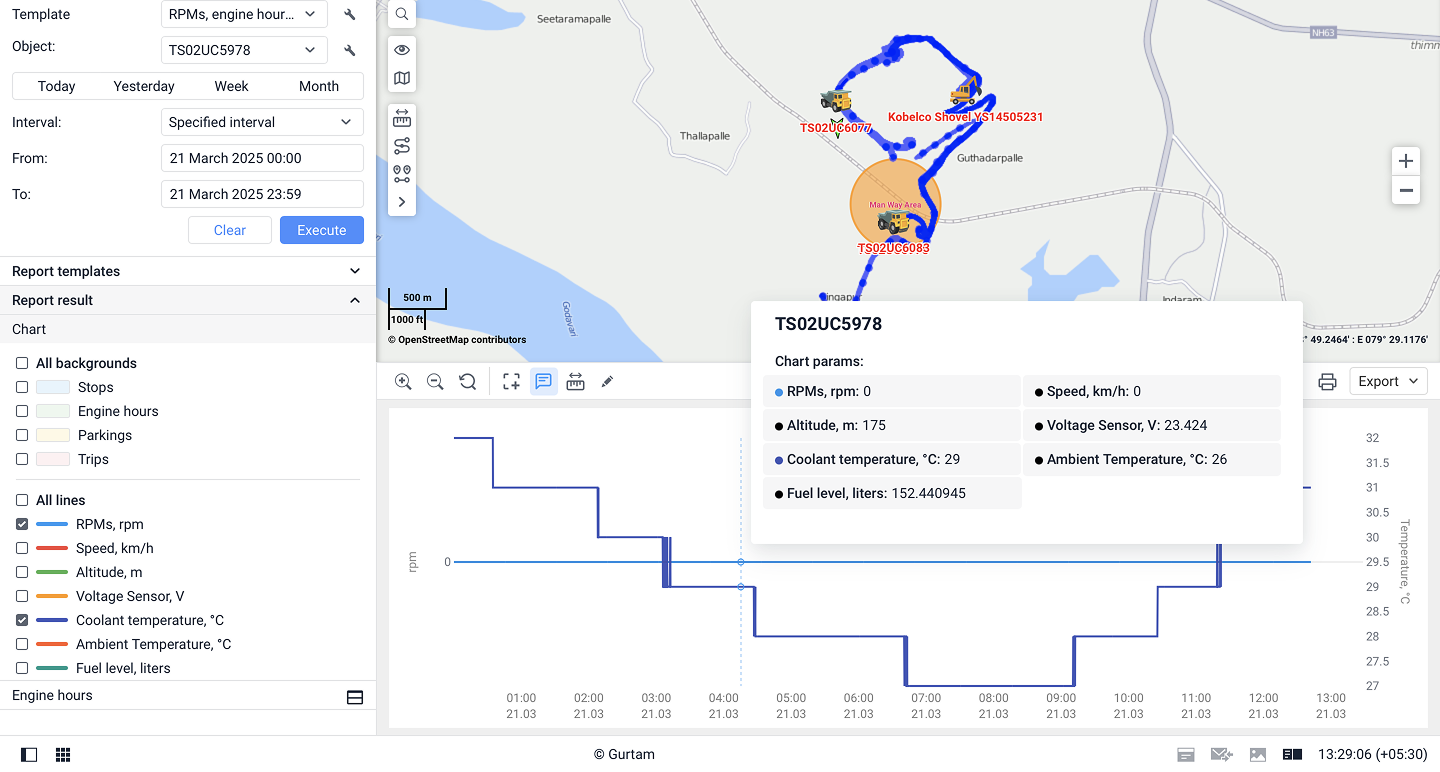 Template
RPMs, engine hour...
Object:
TS02UC5978
Today Yesterday Week Month
Interval:
Specified interval
From:
21 March 2025 00:00
To:
21 March 2025 23:59
Clear
Execute
Report templates
Report result
Chart
All backgrounds
Stops
Engine hours
Parkings
Trips
All lines
RPMs, rpm
Speed, km/h
Altitude, m
Voltage Sensor, V
Coolant temperature, °C
Ambient Temperature, °C
Fuel level, liters
Engine hours
Seetaramapalle
NH63
thimm
TS02UC6077
Kobelco Shovel YS14505231
Thallapalle
Guthadarpalle
Man Way Area
TS02UC6083
ingapur
Indaram
Godavari
500 m
1000 ft
© OpenStreetMap contributors
° 49.2464' : E 079° 29.1176'
Export
TS02UC5978
Chart params:
RPMs, rpm: 0
Speed, km/h: 0
Altitude, m: 175
Voltage Sensor, V: 23.424
Coolant temperature, °C: 29
Ambient Temperature, °C: 26
Fuel level, liters: 152.440945
rpm
0
32
31.5
31
30.5
30
29.5
29
28.5
28
27.5
27
Temperature, °C
01:00 02:00 03:00 04:00 05:00 06:00 07:00 08:00 09:00 10:00 11:00 12:00 13:00
21.03 21.03 21.03 21.03 21.03 21.03 21.03 21.03 21.03 21.03 21.03 21.03 21.03
© Gurtam
13:29:06 (+05:30)